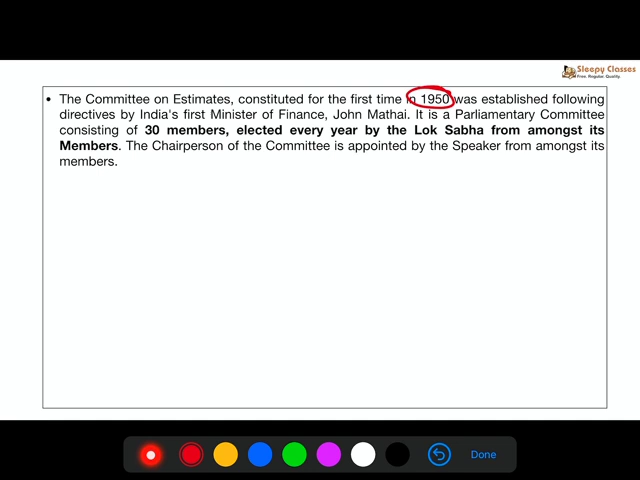 Sleepy Classes
Free. Regular. Quality.
• The Committee on Estimates, constituted for the first time in 1950 was established following
directives by India's first Minister of Finance, John Mathai. It is a Parliamentary Committee
consisting of 30 members, elected every year by the Lok Sabha from amongst its
Members. The Chairperson of the Committee is appointed by the Speaker from amongst its
members.
Done